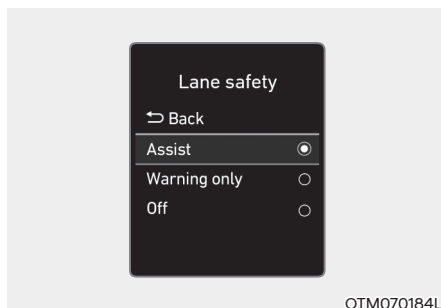 Lane safety
Back
Assist
Warning only
Off
OTM070184L